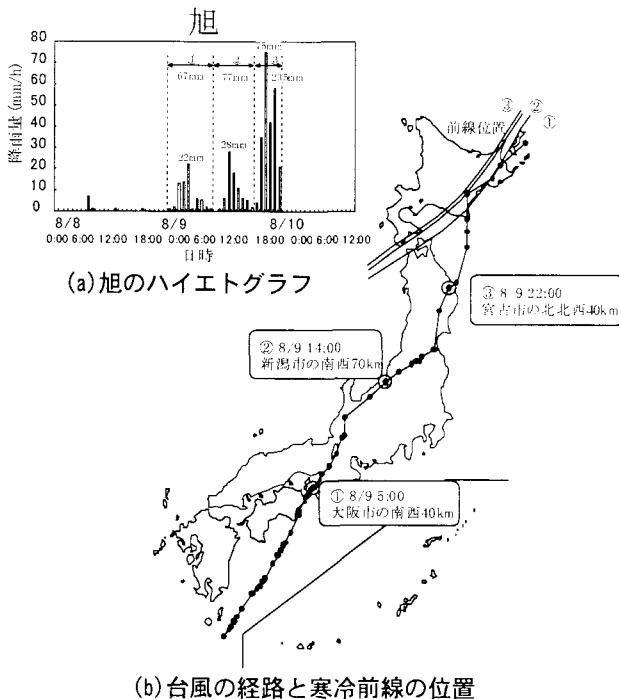 旭
降雨量(mm/h)
80
70
60
50
40
30
20
10
0
1
2
3
67mm
77mm
75mm
235mm
22mm
28mm
8/8
8/9
8/10
0:00 6:00 12:00 18:00 0:00 6:00 12:00 18:00 0:00 6:00 12:00
日時
(a)旭のハイエトグラフ
前線位置
③
②
①
③ 8/9 22:00
宮古市の北北西40km
② 8/9 14:00
新潟市の南西70km
① 8/9 5:00
大阪市の南西40km
(b)台風の経路と寒冷前線の位置